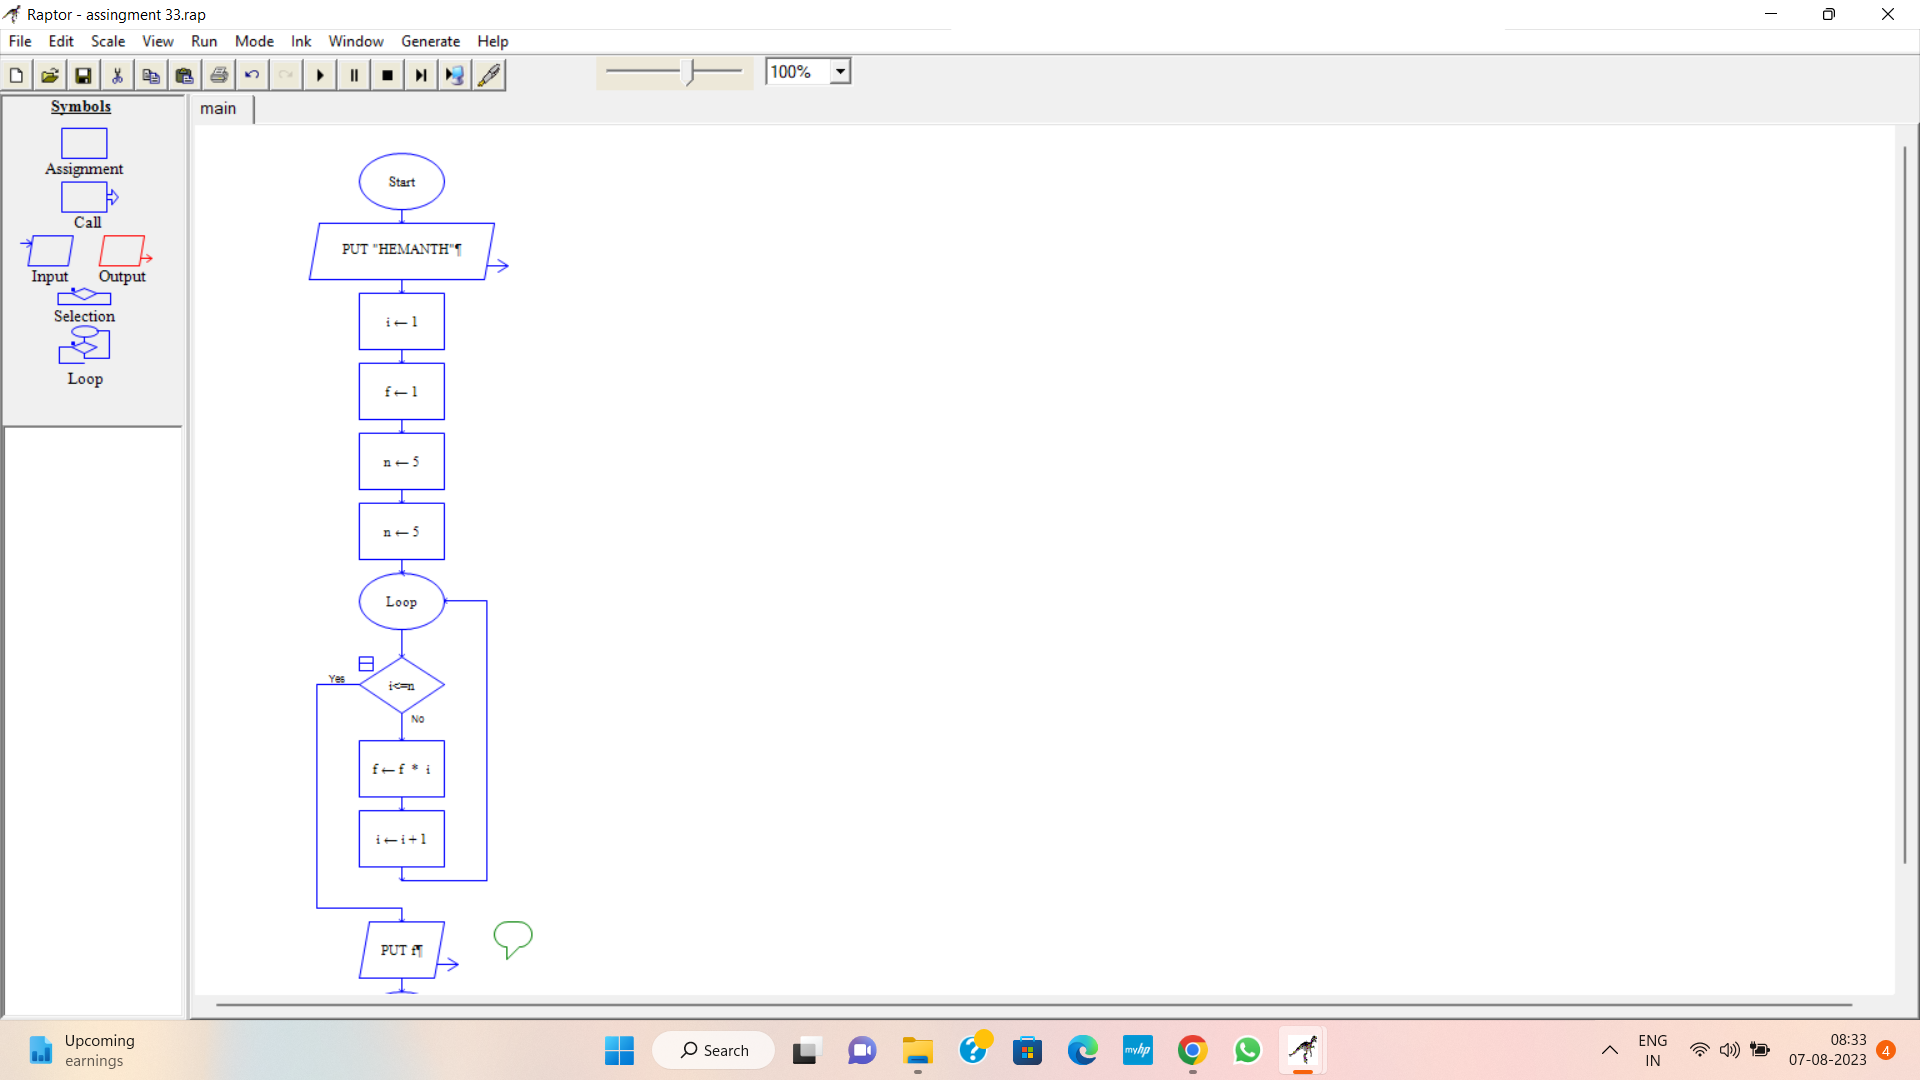 Raptor - assingment 33.rap
File Edit Scale View Run Mode Ink Window Generate Help
100%
Symbols
Assignment
Call
Input Output
Selection
Loop
main
Start
PUT "HEMANTH"¶
i ← 1
f ← 1
n ← 5
n ← 5
Loop
Yes
i<=n
No
f ← f * i
i ← i + 1
PUT f¶
Upcoming
earnings
Search
myhp
ENG
IN
08:33
07-08-2023
4